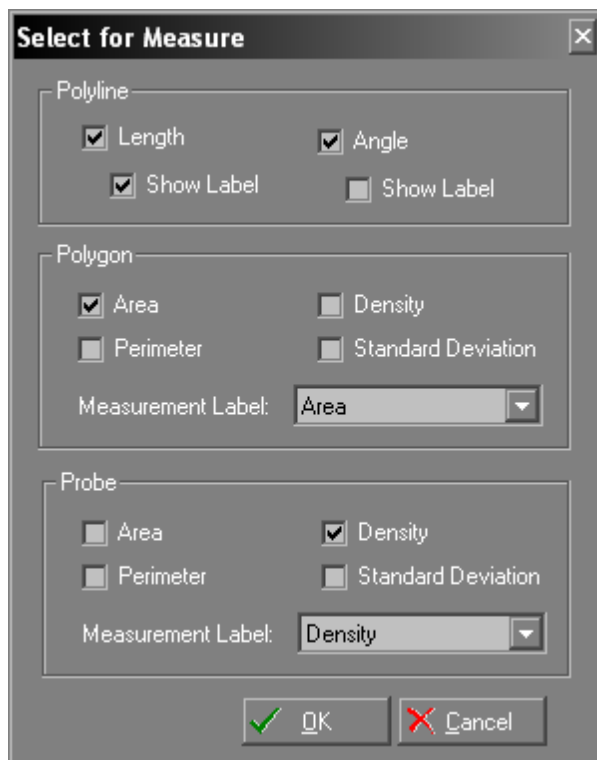 Select for Measure
Polyline
Length Angle
Show Label Show Label
Polygon
Area Density
Perimeter Standard Deviation
Measurement Label: Area
Probe
Area Density
Perimeter Standard Deviation
Measurement Label: Density
OK Cancel